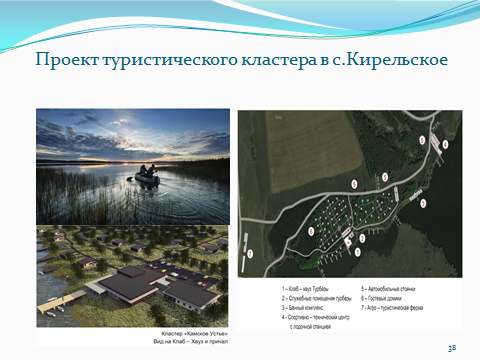 Проект туристического кластера в с.Кирельское
Кластер «Камское Устье»
Вид на Клаб – Хауз и причал
1 – Клаб – хауз Турбазы
2 – Служебные помещения турбазы
3 – Банный комплекс
4 - Спортивно – технический центр
с лодочной станцией
5 – Автомобильные стоянки
6 – Гостевые домики
7 - Агро – туристическая ферма
38